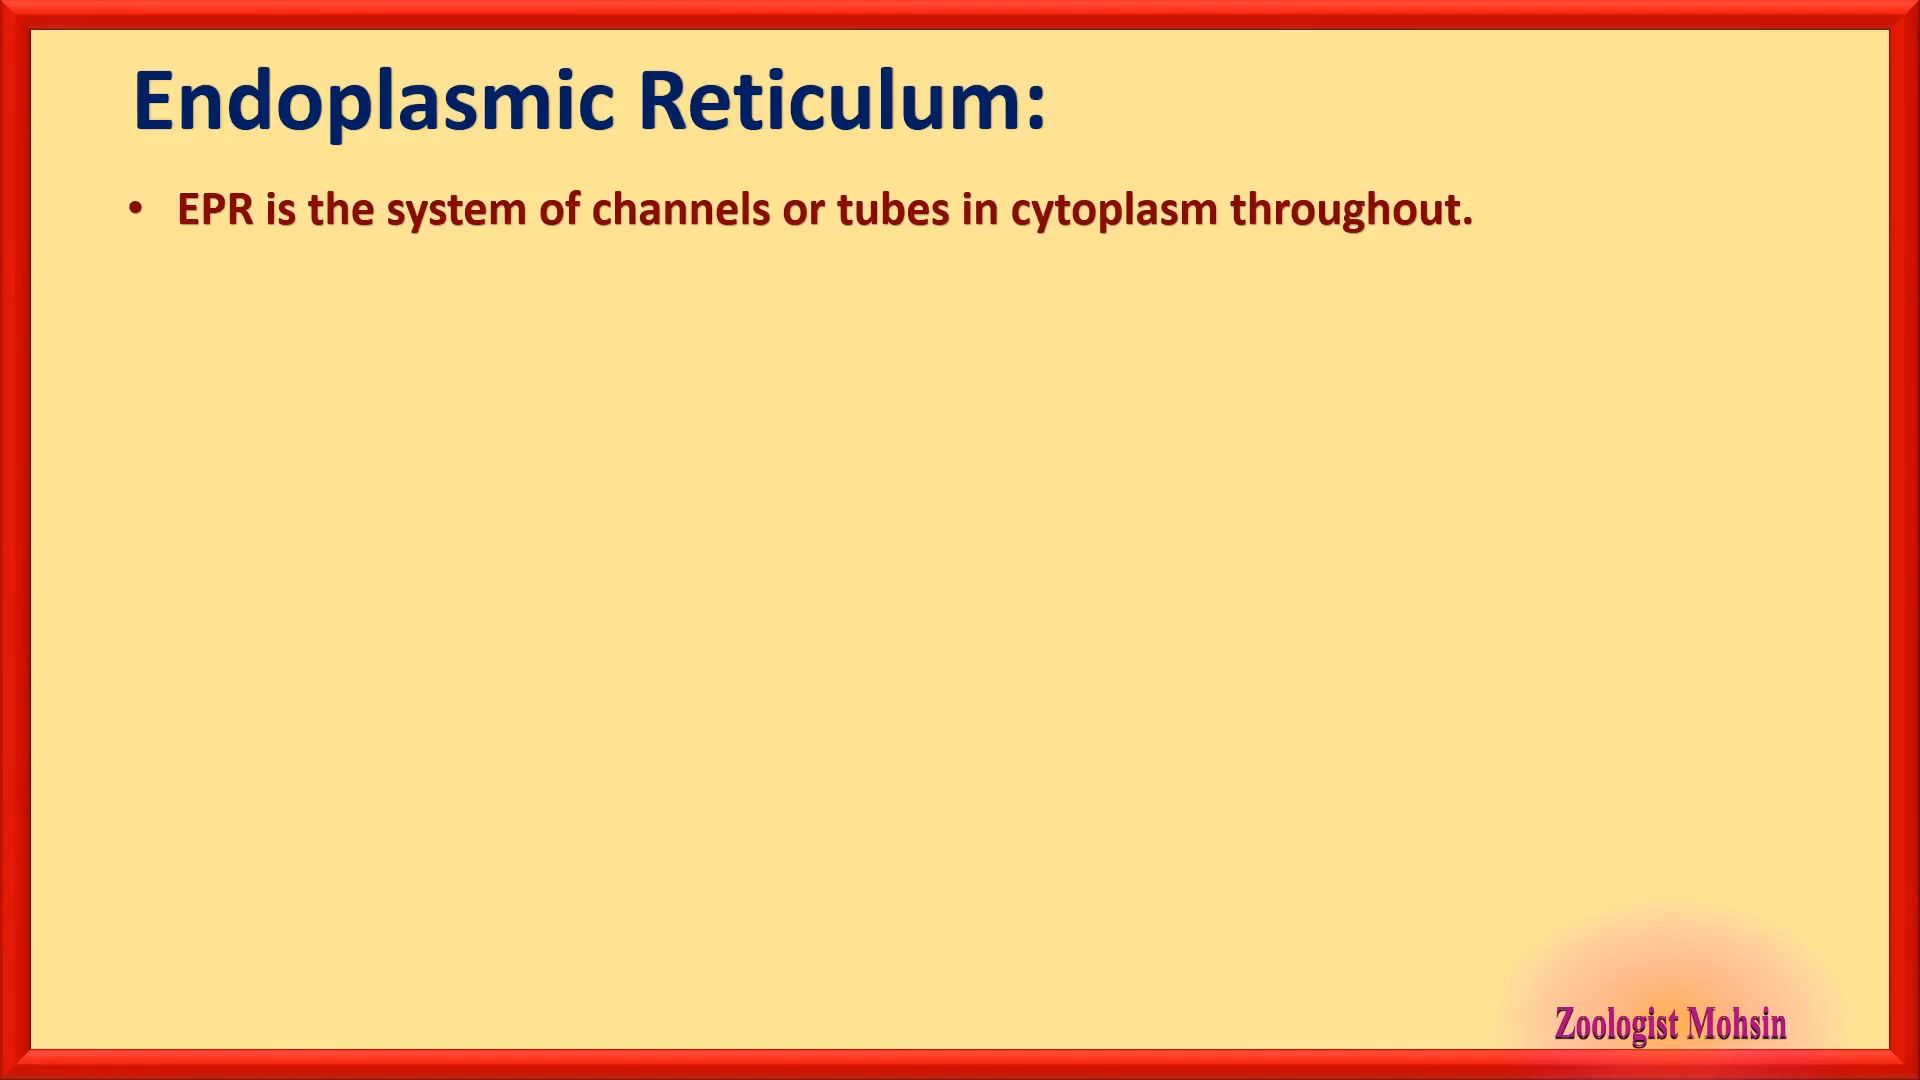 Endoplasmic Reticulum:
• EPR is the system of channels or tubes in cytoplasm throughout.
Zoologist Mohsin